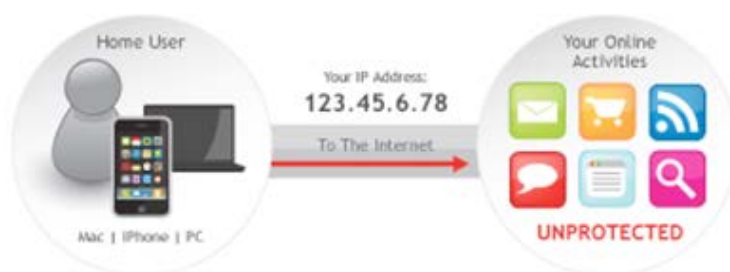 Home User
Mac | iPhone | PC
Your IP Address:
123.45.6.78
To The Internet
Your Online
Activities
UNPROTECTED